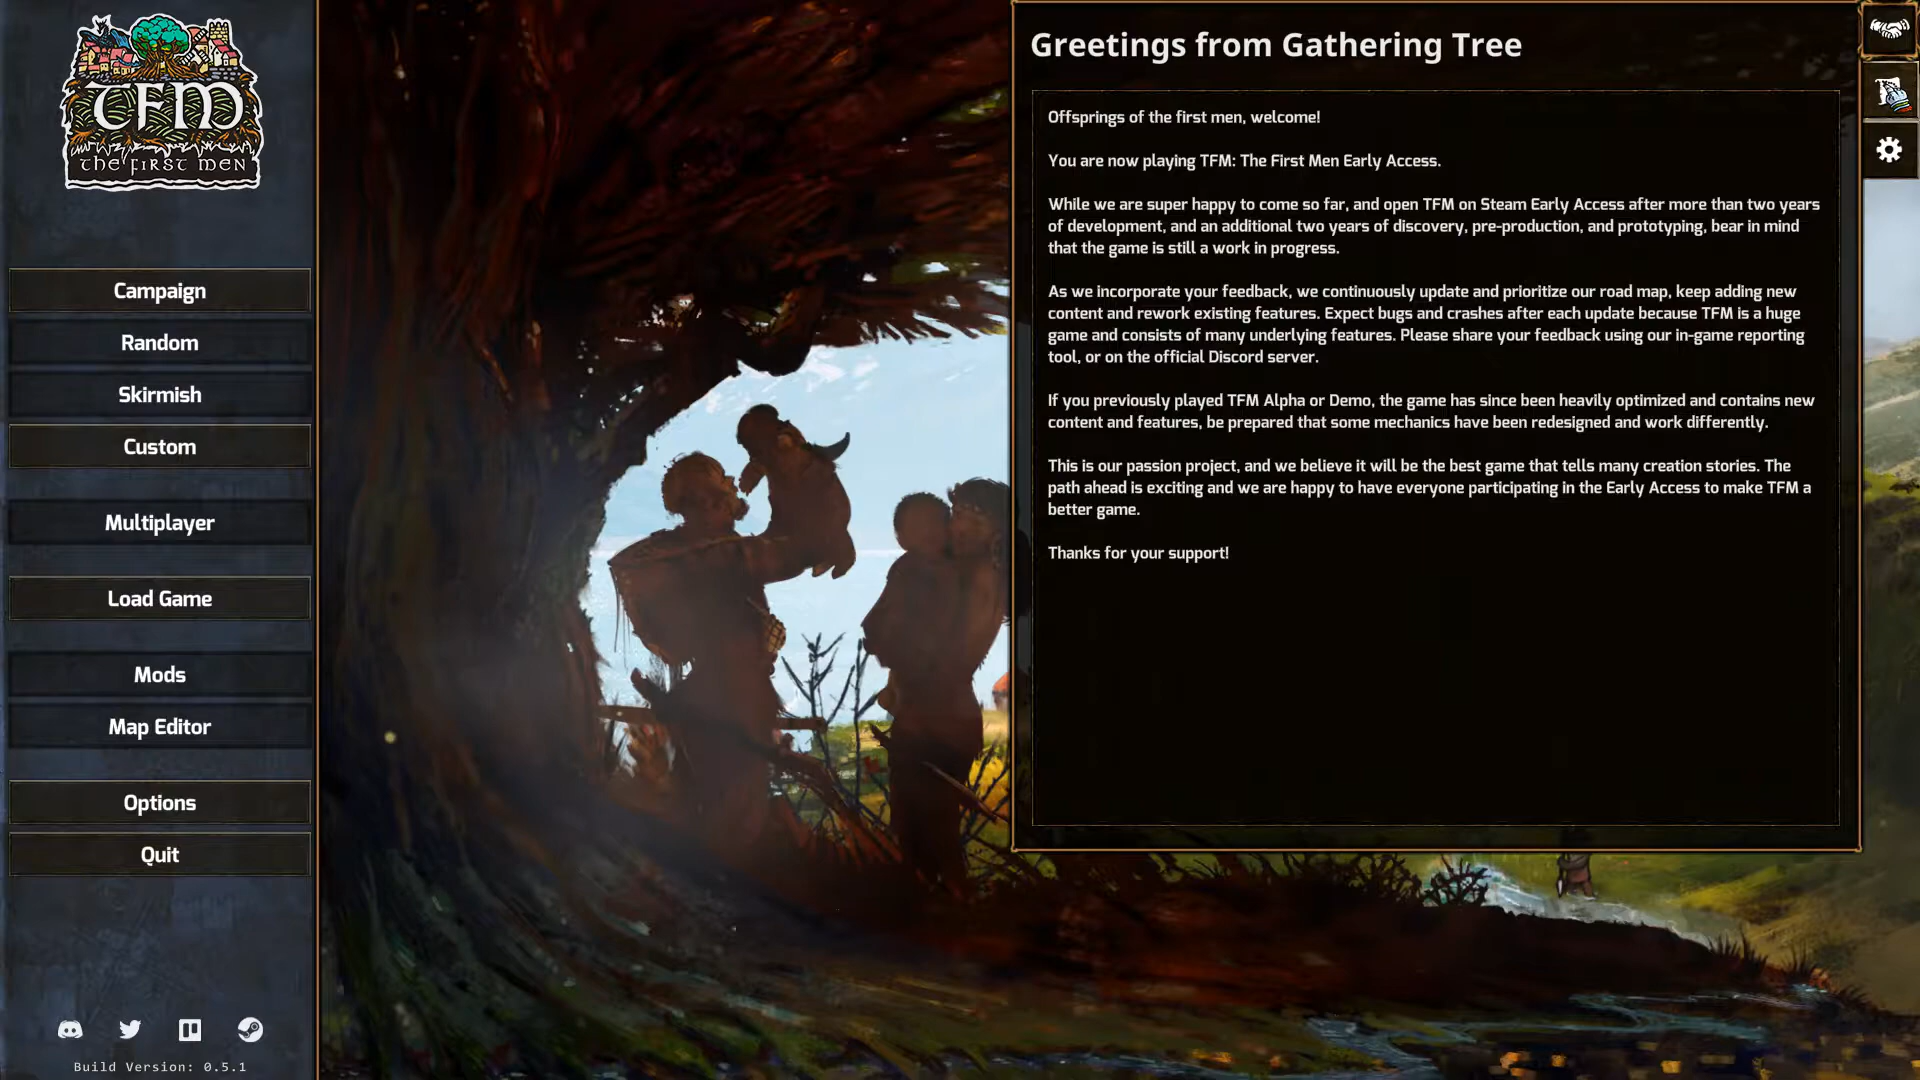 TFM
THE FIRST MEN
Campaign
Random
Skirmish
Custom
Multiplayer
Load Game
Mods
Map Editor
Options
Quit
Build Version: 0.5.1
Greetings from Gathering Tree
Offsprings of the first men, welcome!
You are now playing TFM: The First Men Early Access.
While we are super happy to come so far, and open TFM on Steam Early Access after more than two years
of development, and an additional two years of discovery, pre-production, and prototyping, bear in mind
that the game is still a work in progress.
As we incorporate your feedback, we continuously update and prioritize our road map, keep adding new
content and rework existing features. Expect bugs and crashes after each update because TFM is a huge
game and consists of many underlying features. Please share your feedback using our in-game reporting
tool, or on the official Discord server.
If you previously played TFM Alpha or Demo, the game has since been heavily optimized and contains new
content and features, be prepared that some mechanics have been redesigned and work differently.
This is our passion project, and we believe it will be the best game that tells many creation stories. The
path ahead is exciting and we are happy to have everyone participating in the Early Access to make TFM a
better game.
Thanks for your support!